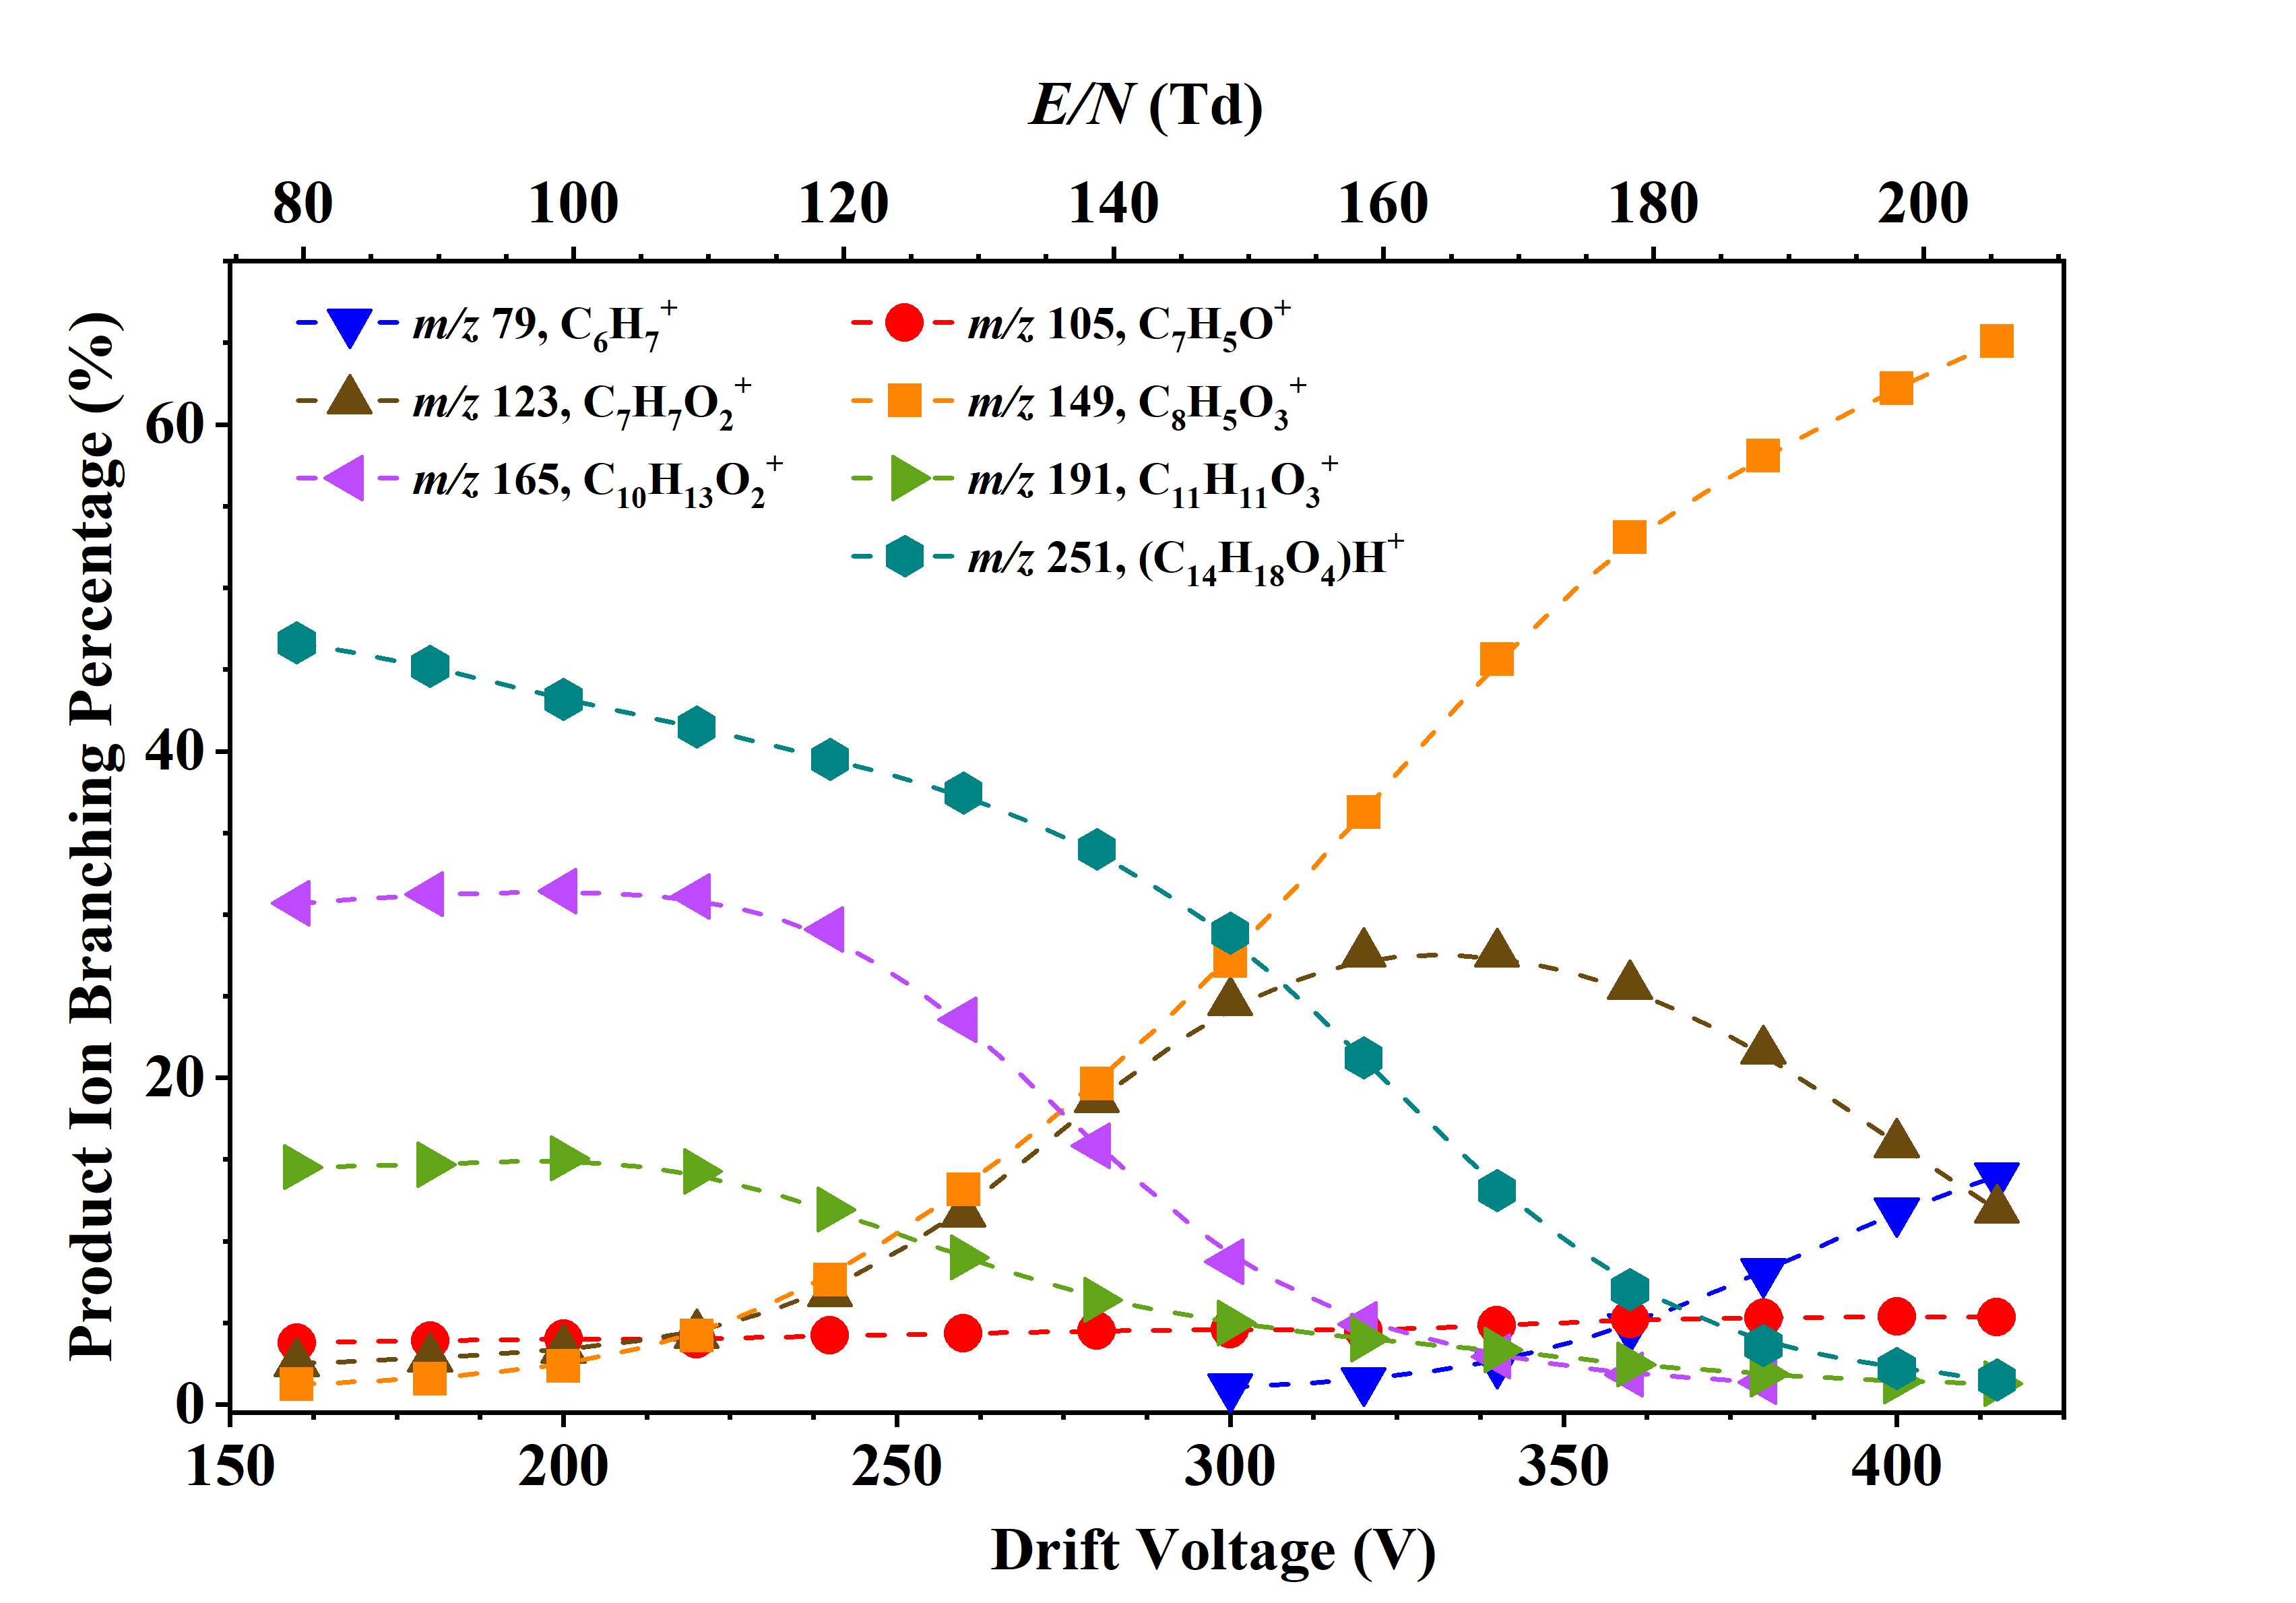 E/N (Td)
80 100 120 140 160 180 200
Product Ion Branching Percentage (%)
60
40
20
0
m/z 79, C₆H₇⁺ m/z 105, C₇H₅O⁺
m/z 123, C₇H₇O₂⁺ m/z 149, C₈H₅O₃⁺
m/z 165, C₁₀H₁₃O₂⁺ m/z 191, C₁₁H₁₁O₃⁺
m/z 251, (C₁₄H₁₈O₄)H⁺
150 200 250 300 350 400
Drift Voltage (V)